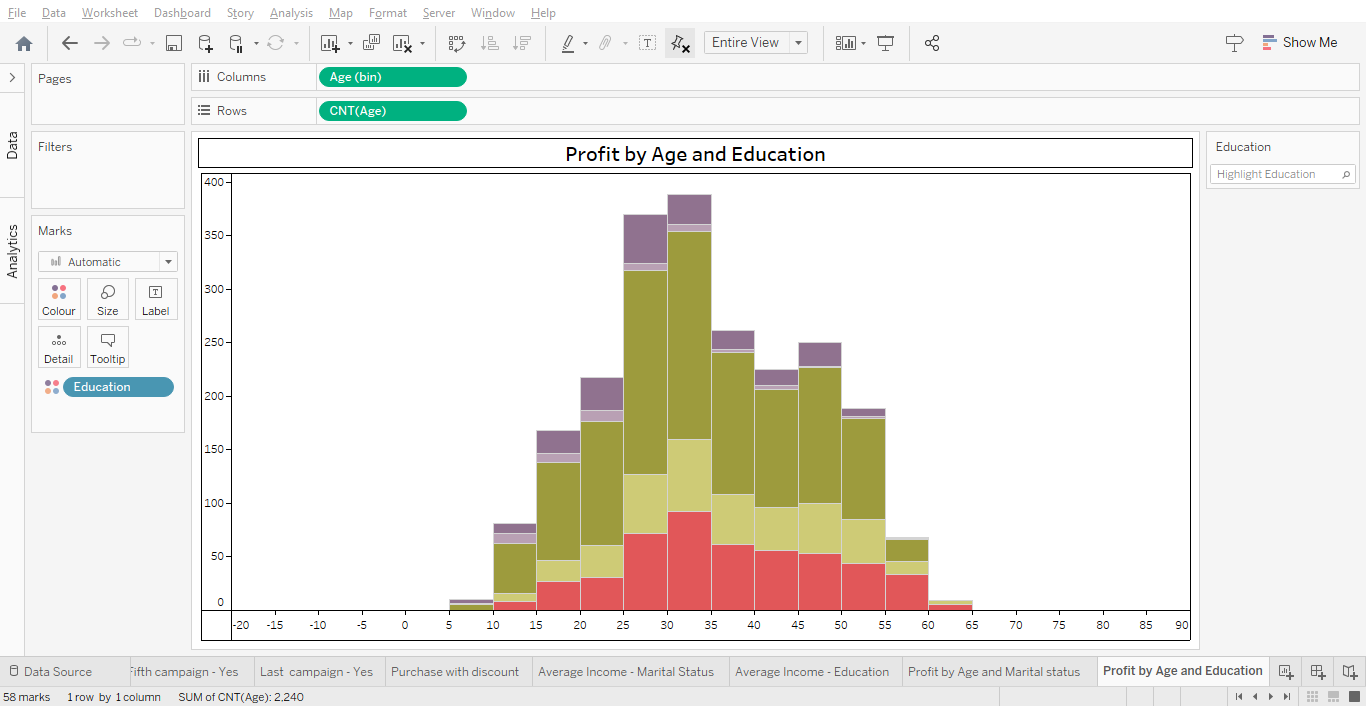 File Data Worksheet Dashboard Story Analysis Map Format Server Window Help
Entire View
Show Me
Pages
Columns
Age (bin)
Rows
CNT(Age)
Data
Analytics
Filters
Marks
Automatic
Colour Size Label
Detail Tooltip
Education
Profit by Age and Education
400
350
300
250
200
150
100
50
0
-20 -15 -10 -5 0 5 10 15 20 25 30 35 40 45 50 55 60 65 70 75 80 85 90
Education
Highlight Education
Data Source Fifth campaign - Yes Last campaign - Yes Purchase with discount Average Income - Marital Status Average Income - Education Profit by Age and Marital status Profit by Age and Education
58 marks 1 row by 1 column SUM of CNT(Age): 2,240